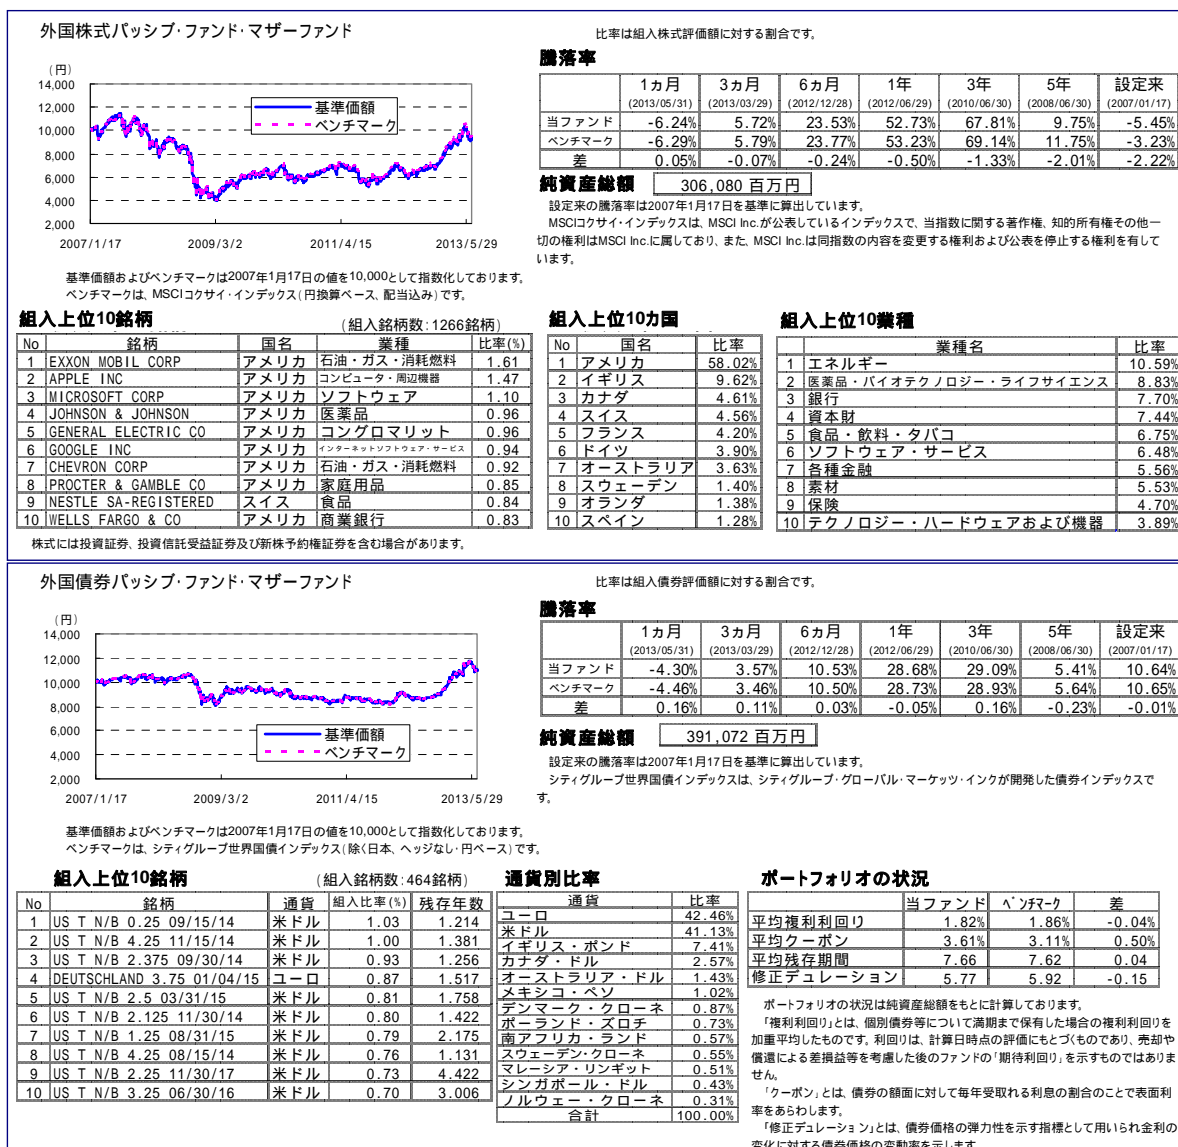 外国株式パッシブ･ファンド･マザーファンド
比率は組入株式評価額に対する割合です。
(円)
14,000
12,000
10,000
8,000
6,000
4,000
2,000
基準価額
ベンチマーク
2007/1/17 2009/3/2 2011/4/15 2013/5/29
基準価額およびベンチマークは2007年1月17日の値を10,000として指数化しております。
ベンチマークは、MSCIコクサイ･インデックス(円換算ベース、配当込み)です。
騰落率
1ヵ月 3ヵ月 6ヵ月 1年 3年 5年 設定来
(2013/05/31) (2013/03/29) (2012/12/28) (2012/06/29) (2010/06/30) (2008/06/30) (2007/01/17)
当ファンド -6.24% 5.72% 23.53% 52.73% 67.81% 9.75% -5.45%
ベンチマーク -6.29% 5.79% 23.77% 53.23% 69.14% 11.75% -3.23%
差 0.05% -0.07% -0.24% -0.50% -1.33% -2.01% -2.22%
純資産総額 306,080 百万円
設定来の騰落率は2007年1月17日を基準に算出しています。
MSCIコクサイ･インデックスは、MSCI Inc.が公表しているインデックスで、当指数に関する著作権、知的所有権その他一
切の権利はMSCI Inc.に属しており、また、MSCI Inc.は同指数の内容を変更する権利および公表を停止する権利を有して
います。
組入上位10銘柄 (組入銘柄数:1266銘柄)
No 銘柄 国名 業種 比率(%)
1 EXXON MOBIL CORP アメリカ 石油・ガス・消耗燃料 1.61
2 APPLE INC アメリカ コンピュータ・周辺機器 1.47
3 MICROSOFT CORP アメリカ ソフトウェア 1.10
4 JOHNSON & JOHNSON アメリカ 医薬品 0.96
5 GENERAL ELECTRIC CO アメリカ コングロマリット 0.96
6 GOOGLE INC アメリカ インターネットソフトウェア・サービス 0.94
7 CHEVRON CORP アメリカ 石油・ガス・消耗燃料 0.92
8 PROCTER & GAMBLE CO アメリカ 家庭用品 0.85
9 NESTLE SA-REGISTERED スイス 食品 0.84
10 WELLS FARGO & CO アメリカ 商業銀行 0.83
株式には投資証券、投資信託受益証券及び新株予約権証券を含む場合があります。
組入上位10カ国
No 国名 比率
1 アメリカ 58.02%
2 イギリス 9.62%
3 カナダ 4.61%
4 スイス 4.56%
5 フランス 4.20%
6 ドイツ 3.90%
7 オーストラリア 3.63%
8 スウェーデン 1.40%
9 オランダ 1.38%
10 スペイン 1.28%
組入上位10業種
業種名 比率
1 エネルギー 10.59%
2 医薬品・バイオテクノロジー・ライフサイエンス 8.83%
3 銀行 7.70%
4 資本財 7.44%
5 食品・飲料・タバコ 6.75%
6 ソフトウェア・サービス 6.48%
7 各種金融 5.56%
8 素材 5.53%
9 保険 4.70%
10 テクノロジー・ハードウェアおよび機器 3.89%
外国債券パッシブ･ファンド･マザーファンド
比率は組入債券評価額に対する割合です。
(円)
14,000
12,000
10,000
8,000
6,000
4,000
2,000
基準価額
ベンチマーク
2007/1/17 2009/3/2 2011/4/15 2013/5/29
基準価額およびベンチマークは2007年1月17日の値を10,000として指数化しております。
ベンチマークは、シティグループ世界国債インデックス(除く日本、ヘッジなし･円ベース)です。
騰落率
1ヵ月 3ヵ月 6ヵ月 1年 3年 5年 設定来
(2013/05/31) (2013/03/29) (2012/12/28) (2012/06/29) (2010/06/30) (2008/06/30) (2007/01/17)
当ファンド -4.30% 3.57% 10.53% 28.68% 29.09% 5.41% 10.64%
ベンチマーク -4.46% 3.46% 10.50% 28.73% 28.93% 5.64% 10.65%
差 0.16% 0.11% 0.03% -0.05% 0.16% -0.23% -0.01%
純資産総額 391,072 百万円
設定来の騰落率は2007年1月17日を基準に算出しています。
シティグループ世界国債インデックスは、シティグループ･グローバル･マーケッツ･インクが開発した債券インデックスで
す。
組入上位10銘柄 (組入銘柄数:464銘柄)
No 銘柄 通貨 組入比率(%) 残存年数
1 US T N/B 0.25 09/15/14 米ドル 1.03 1.214
2 US T N/B 4.25 11/15/14 米ドル 1.00 1.381
3 US T N/B 2.375 09/30/14 米ドル 0.93 1.256
4 DEUTSCHLAND 3.75 01/04/15 ユーロ 0.87 1.517
5 US T N/B 2.5 03/31/15 米ドル 0.81 1.758
6 US T N/B 2.125 11/30/14 米ドル 0.80 1.422
7 US T N/B 1.25 08/31/15 米ドル 0.79 2.175
8 US T N/B 4.25 08/15/14 米ドル 0.76 1.131
9 US T N/B 2.25 11/30/17 米ドル 0.73 4.422
10 US T N/B 3.25 06/30/16 米ドル 0.70 3.006
通貨別比率
通貨 比率
ユーロ 42.46%
米ドル 41.13%
イギリス・ポンド 7.41%
カナダ・ドル 2.57%
オーストラリア・ドル 1.43%
メキシコ・ペソ 1.02%
デンマーク・クローネ 0.87%
ポーランド・ズロチ 0.73%
南アフリカ・ランド 0.57%
スウェーデン・クローネ 0.55%
マレーシア・リンギット 0.51%
シンガポール・ドル 0.43%
ノルウェー・クローネ 0.31%
合計 100.00%
ポートフォリオの状況
当ファンド ベンチマーク 差
平均複利利回り 1.82% 1.86% -0.04%
平均クーポン 3.61% 3.11% 0.50%
平均残存期間 7.66 7.62 0.04
修正デュレーション 5.77 5.92 -0.15
ポートフォリオの状況は純資産総額をもとに計算しております。
「複利利回り」とは、個別債券等について満期まで保有した場合の複利利回りを
加重平均したものです。利回りは、計算日時点の評価にもとづくものであり、売却や
償還による差損益等を考慮した後のファンドの「期待利回り」を示すものではありま
せん。
「クーポン」とは、債券の額面に対して毎年受取れる利息の割合のことで表面利
率をあらわします。
「修正デュレーション」とは、債券価格の弾力性を示す指標として用いられ金利の
変化に対する債券価格の変動率を示します。